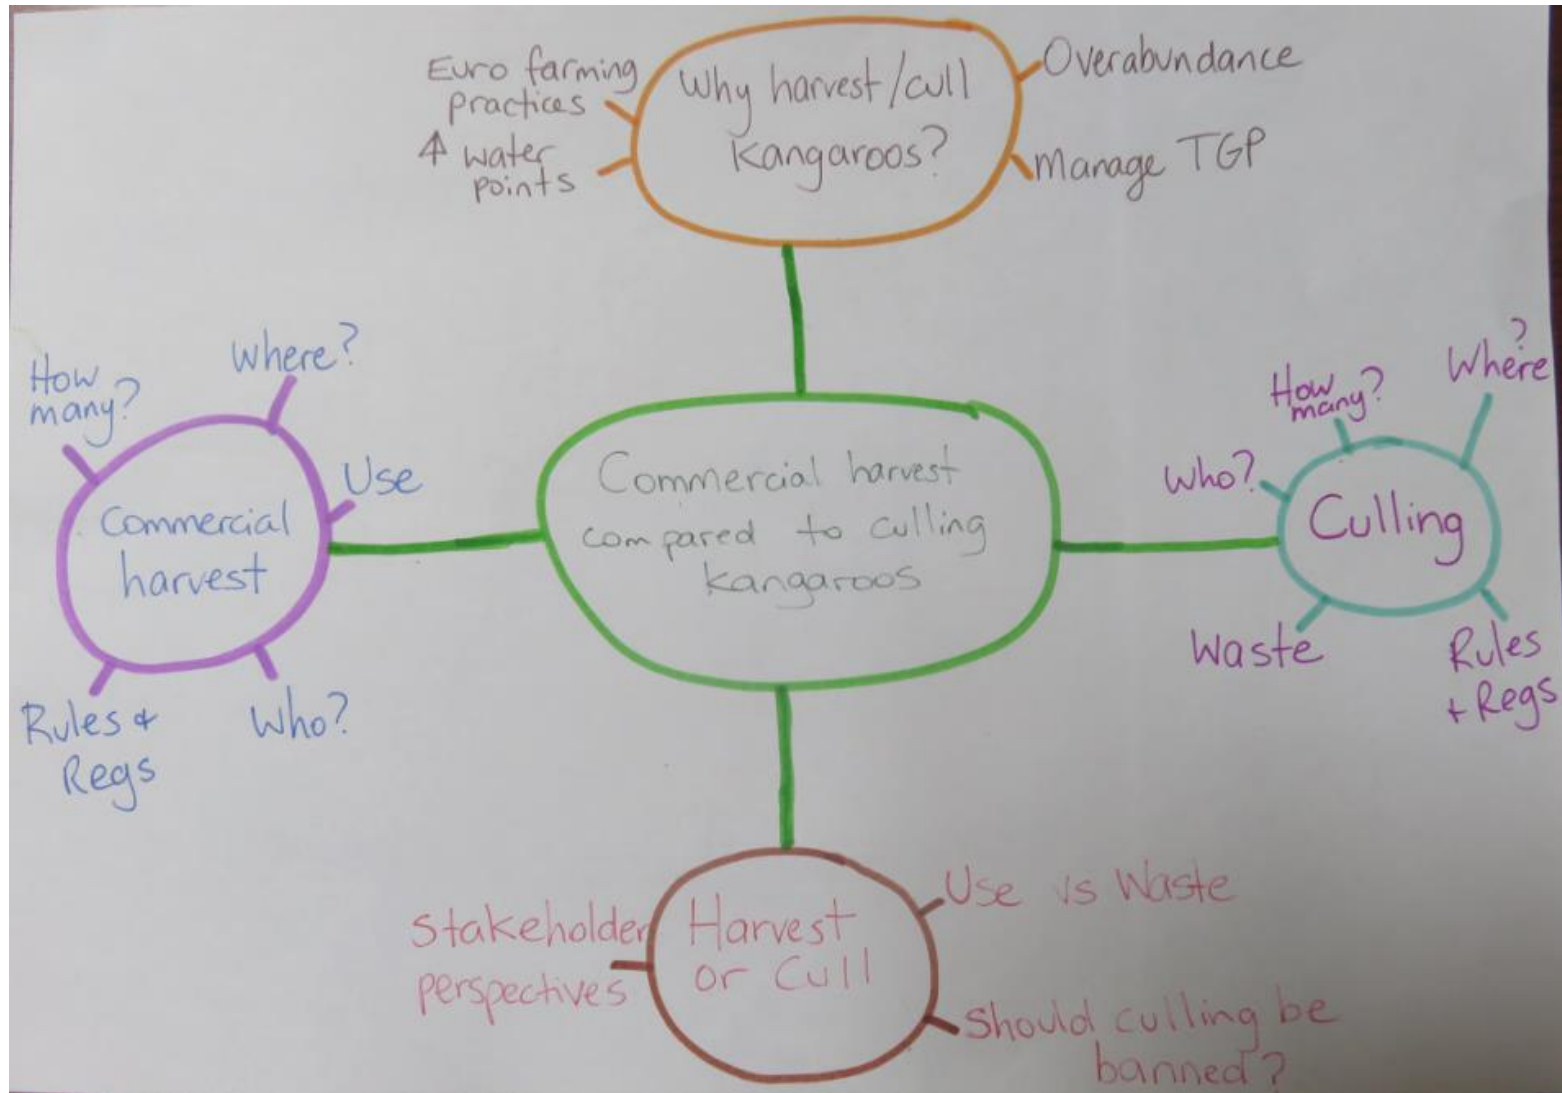 Euro farming
practices
↑ water
points
Why harvest/cull
kangaroos?
Overabundance
Manage TGP
How
many?
Where?
Use
Commercial
harvest
Rules &
Regs
Who?
Commercial harvest
compared to culling
kangaroos
?
Where
How
many?
Who?
Culling
Waste
Rules
+ Regs
Stakeholder
perspectives
Harvest
or Cull
Use vs Waste
Should culling be
banned?